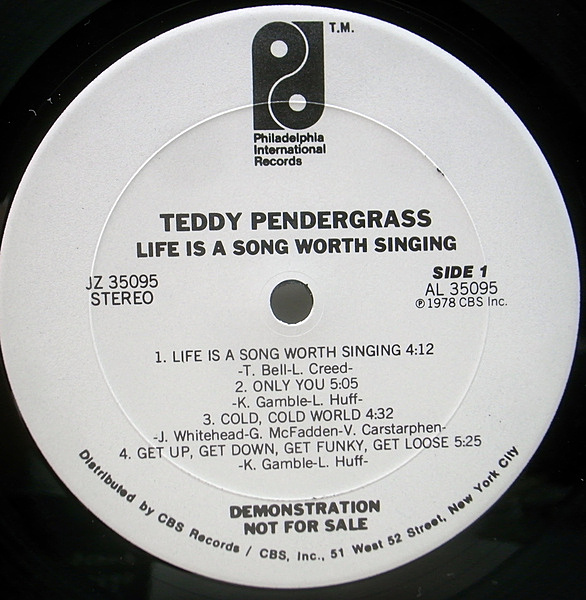 T.M.
Philadelphia
International
Records
TEDDY PENDERGRASS
LIFE IS A SONG WORTH SINGING
JZ 35095
STEREO
SIDE 1
AL 35095
℗ 1978 CBS Inc.
1. LIFE IS A SONG WORTH SINGING 4:12
-T. Bell-L. Creed-
2. ONLY YOU 5:05
-K. Gamble-L. Huff-
3. COLD, COLD WORLD 4:32
-J. Whitehead-G. McFadden-V. Carstarphen-
4. GET UP, GET DOWN, GET FUNKY, GET LOOSE 5:25
-K. Gamble-L. Huff-
DEMONSTRATION
NOT FOR SALE
Distributed by CBS Records / CBS, Inc., 51 West 52 Street, New York City